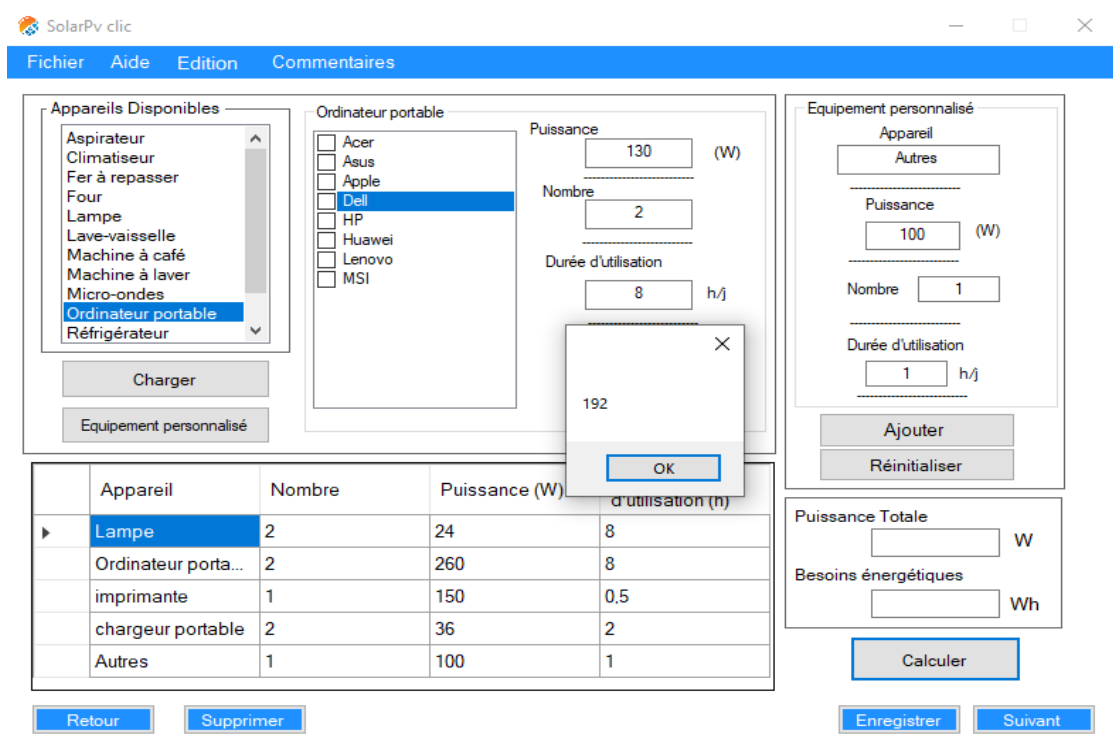 SolarPv clic
Fichier Aide Edition Commentaires
Appareils Disponibles
Aspirateur
Climatiseur
Fer à repasser
Four
Lampe
Lave-vaisselle
Machine à café
Machine à laver
Micro-ondes
Ordinateur portable
Réfrigérateur
Charger
Equipement personnalisé
Ordinateur portable
Acer
Asus
Apple
Dell
HP
Huawei
Lenovo
MSI
Puissance
130 (W)
Nombre
2
Durée d'utilisation
8 h/j
192
OK
Equipement personnalisé
Appareil
Autres
Puissance
100 (W)
Nombre 1
Durée d'utilisation
1 h/j
Ajouter
Réinitialiser
Appareil Nombre Puissance (W) d'utilisation (h)
Lampe 2 24 8
Ordinateur porta... 2 260 8
imprimante 1 150 0,5
chargeur portable 2 36 2
Autres 1 100 1
Puissance Totale
W
Besoins énergétiques
Wh
Calculer
Retour Supprimer Enregistrer Suivant